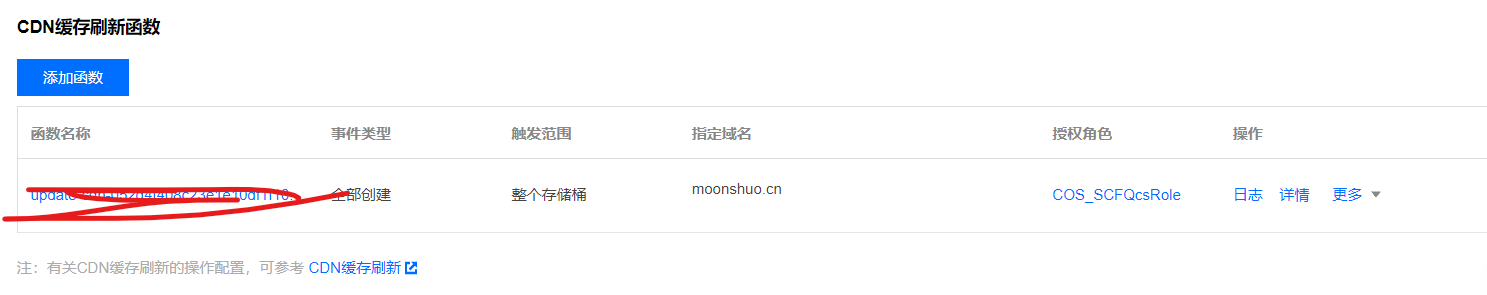 CDN缓存刷新函数
添加函数
函数名称 事件类型 触发范围 指定域名 授权角色 操作
全部创建 整个存储桶 moonshuo.cn COS_SCFQcsRole 日志 详情 更多
注：有关CDN缓存刷新的操作配置，可参考 CDN缓存刷新